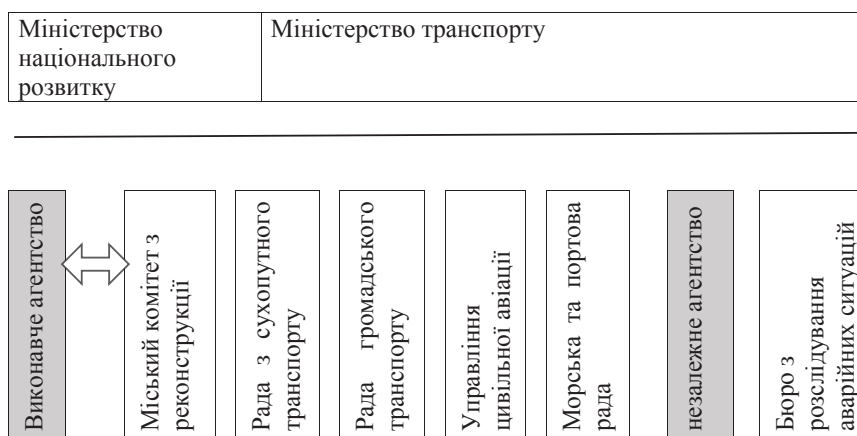 Міністерство
національного
розвитку
Міністерство транспорту
Виконавче агентство
Міський комітет з
реконструкції
Рада з сухопутного
транспорту
Рада громадського
транспорту
Управління
цивільної авіації
Морська та портова
рада
незалежне агентство
Бюро з
розслідування
аварійних ситуацій